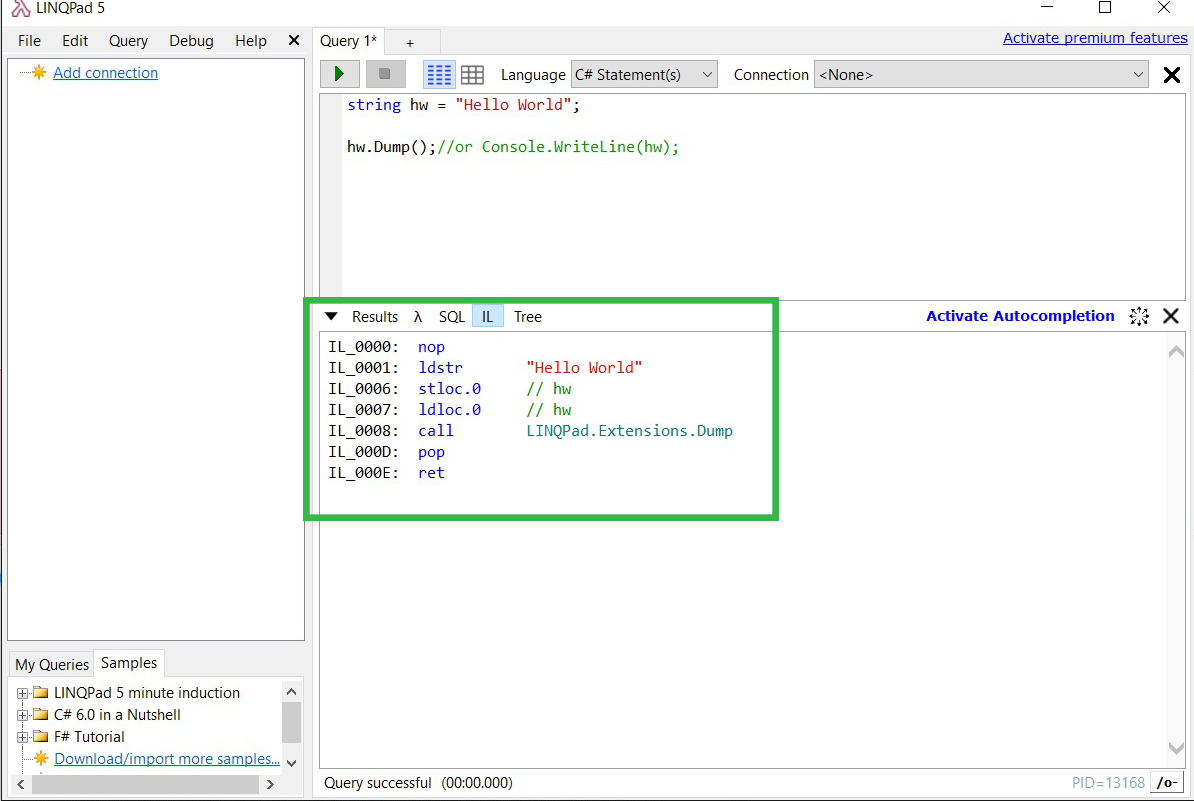 LINQPad 5
File Edit Query Debug Help
Add connection
Query 1* +
Activate premium features
Language C# Statement(s) Connection <None>
string hw = "Hello World";
hw.Dump();//or Console.WriteLine(hw);
Results λ SQL IL Tree
Activate Autocompletion
IL_0000: nop
IL_0001: ldstr "Hello World"
IL_0006: stloc.0 // hw
IL_0007: ldloc.0 // hw
IL_0008: call LINQPad.Extensions.Dump
IL_000D: pop
IL_000E: ret
My Queries Samples
LINQPad 5 minute induction
C# 6.0 in a Nutshell
F# Tutorial
Download/import more samples...
Query successful (00:00.000)
PID=13168 /o-